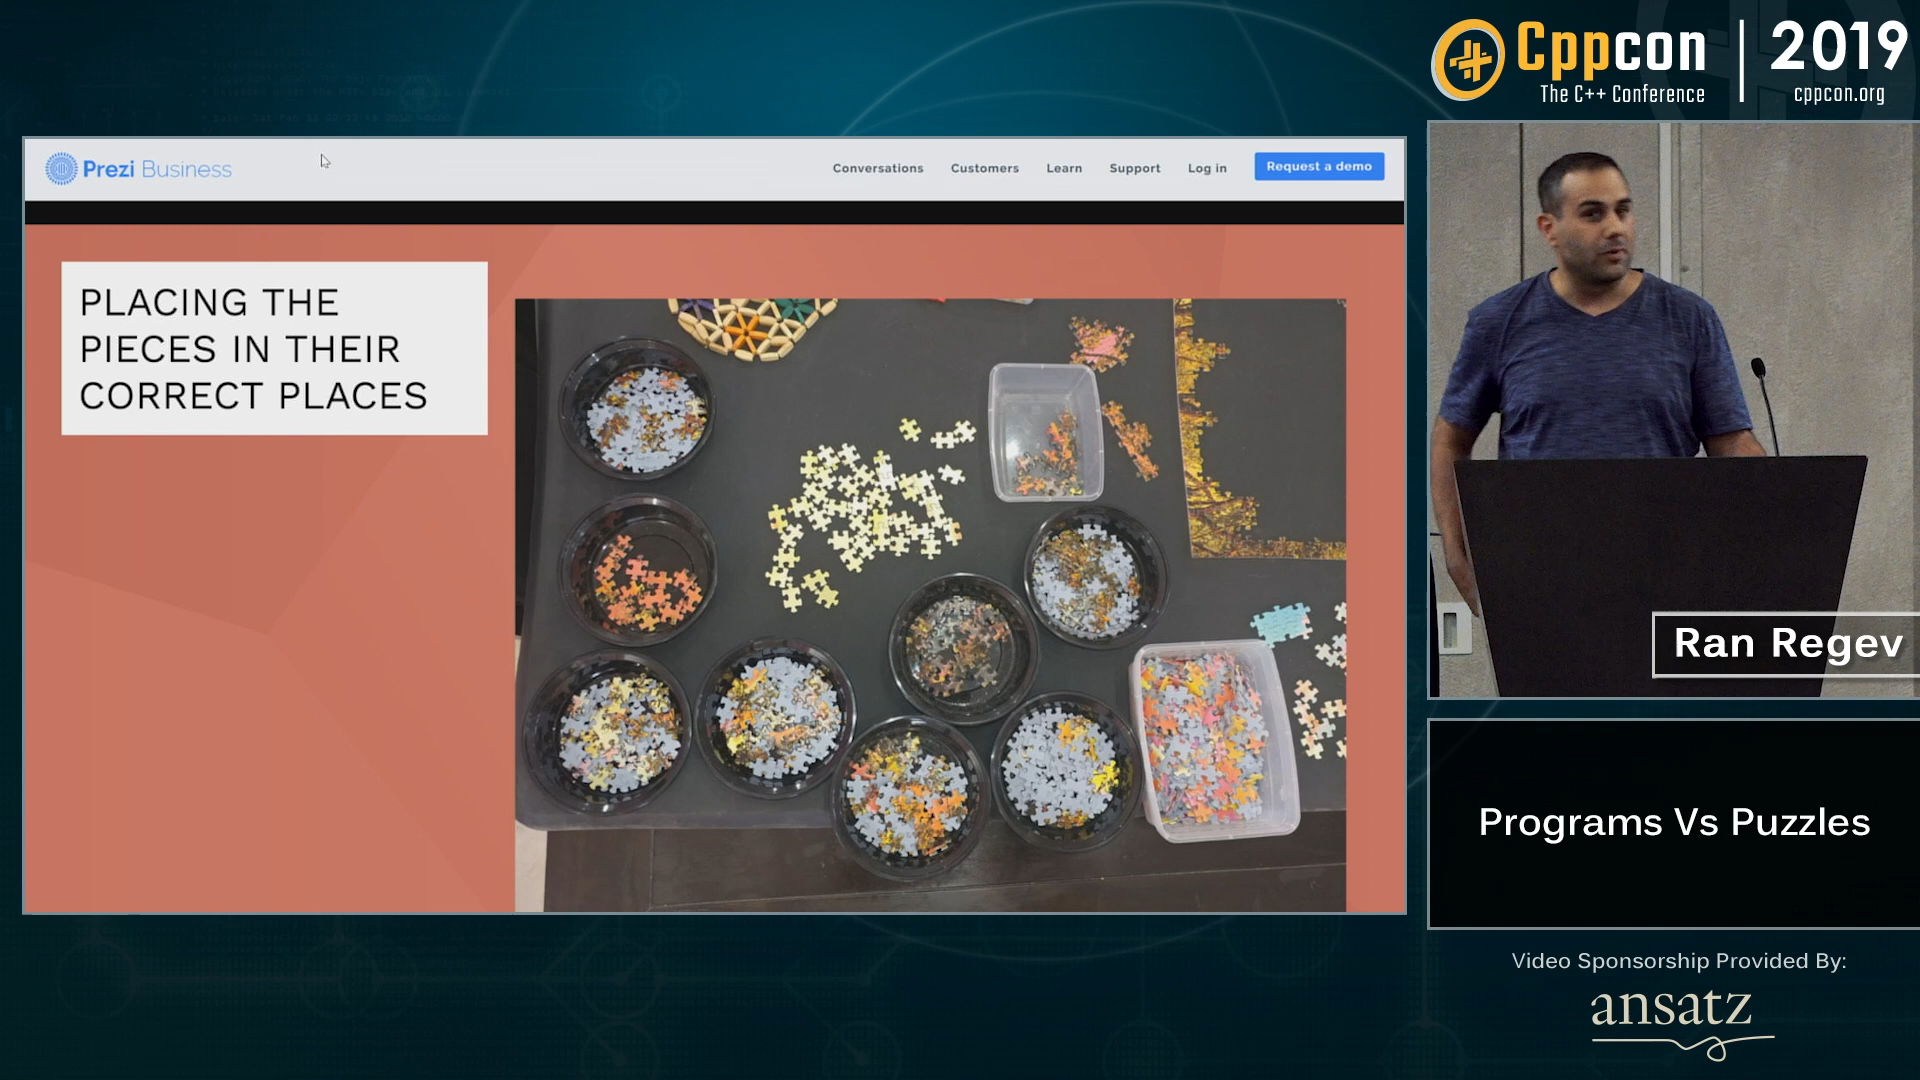 Cppcon | 2019
The C++ Conference
cppcon.org
Prezi Business
Conversations
Customers
Learn
Support
Log in
Request a demo
PLACING THE
PIECES IN THEIR
CORRECT PLACES
Ran Regev
Programs Vs Puzzles
Video Sponsorship Provided By:
ansatz